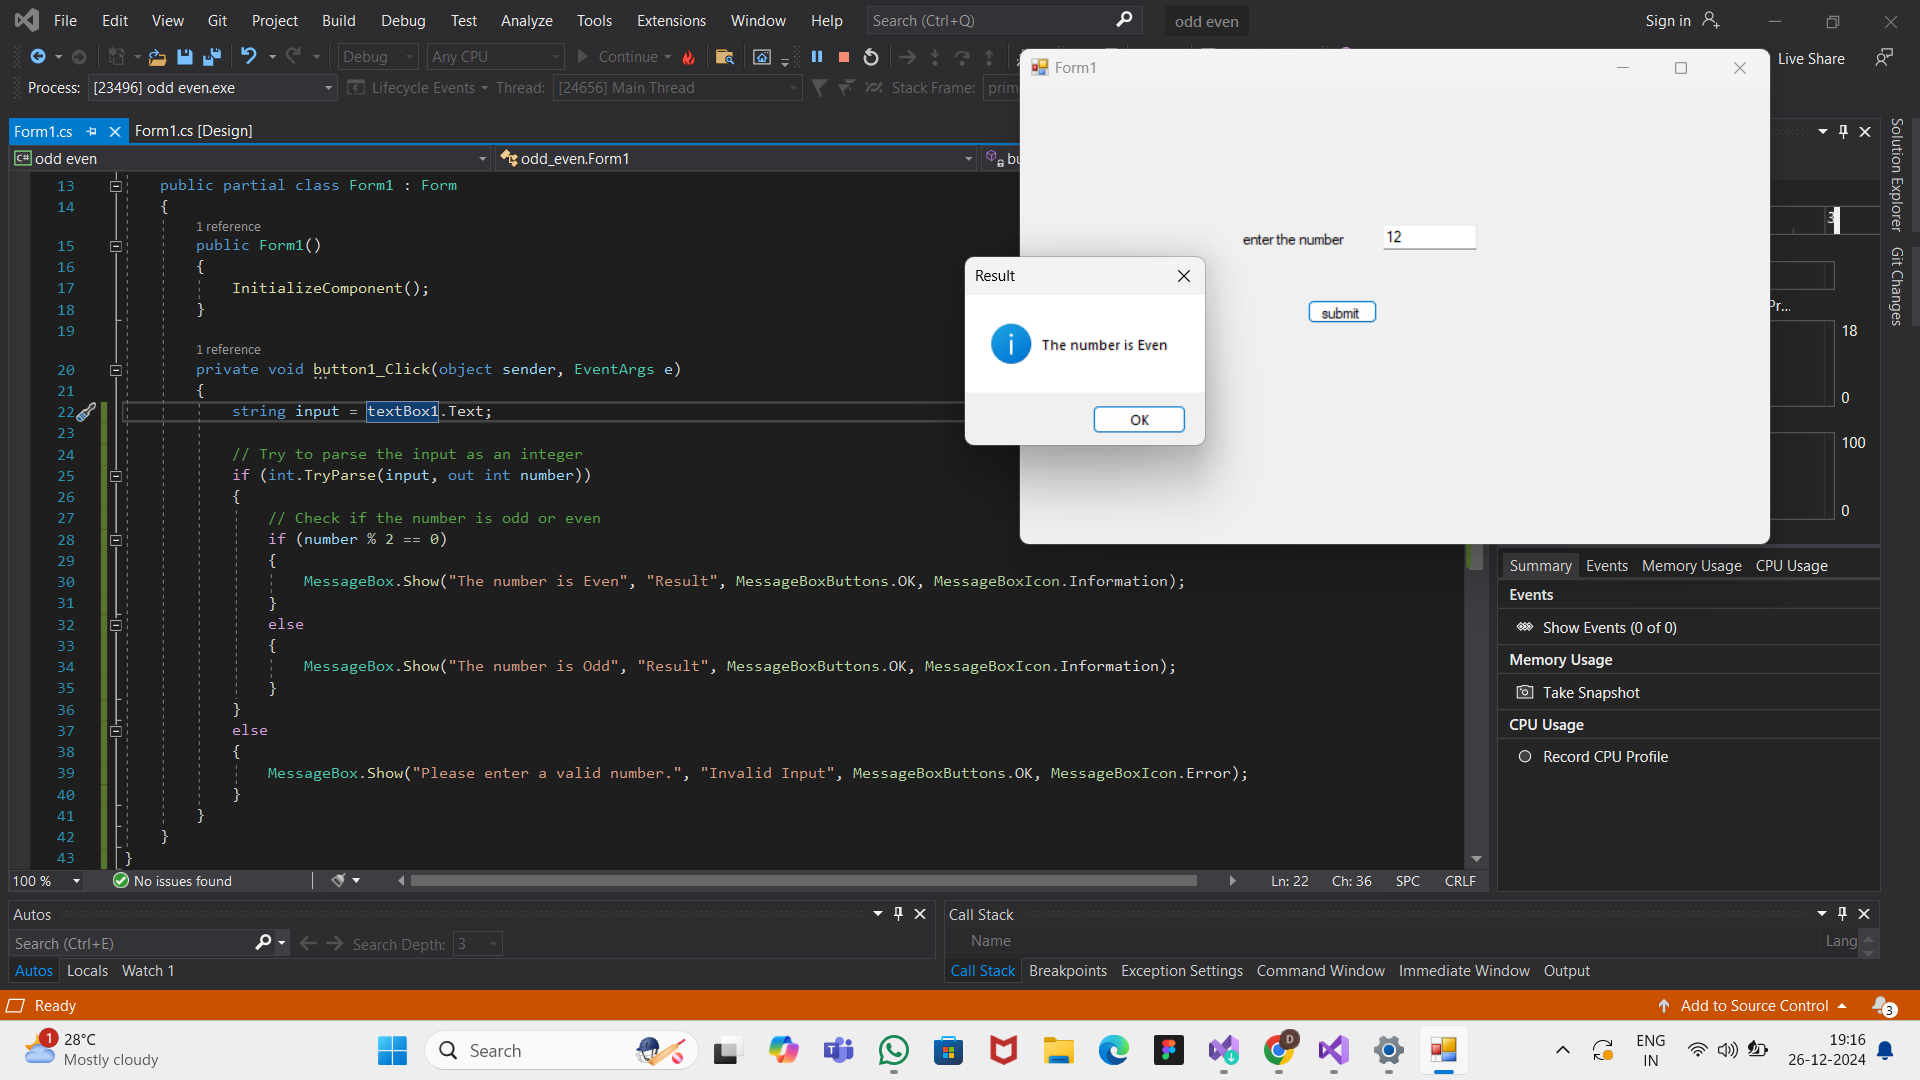 File Edit View Git Project Build Debug Test Analyze Tools Extensions Window Help Search (Ctrl+Q) odd even Sign in
Debug Any CPU Continue Live Share
Process: [23496] odd even.exe Lifecycle Events Thread: [24656] Main Thread Stack Frame:
Form1.cs Form1.cs [Design]
odd even odd_even.Form1
13 public partial class Form1 : Form
14 {
1 reference
15 public Form1()
16 {
17 InitializeComponent();
18 }
19
1 reference
20 private void button1_Click(object sender, EventArgs e)
21 {
22 string input = textBox1.Text;
23
24 // Try to parse the input as an integer
25 if (int.TryParse(input, out int number))
26 {
27 // Check if the number is odd or even
28 if (number % 2 == 0)
29 {
30 MessageBox.Show("The number is Even", "Result", MessageBoxButtons.OK, MessageBoxIcon.Information);
31 }
32 else
33 {
34 MessageBox.Show("The number is Odd", "Result", MessageBoxButtons.OK, MessageBoxIcon.Information);
35 }
36 }
37 else
38 {
39 MessageBox.Show("Please enter a valid number.", "Invalid Input", MessageBoxButtons.OK, MessageBoxIcon.Error);
40 }
41 }
42 }
43 }
100 % No issues found Ln: 22 Ch: 36 SPC CRLF
Form1
enter the number 12
submit
Result
The number is Even
OK
Pr...
18
0
100
0
Solution Explorer
Git Changes
Summary Events Memory Usage CPU Usage
Events
Show Events (0 of 0)
Memory Usage
Take Snapshot
CPU Usage
Record CPU Profile
Autos
Search (Ctrl+E) Search Depth: 3
Autos Locals Watch 1
Call Stack
Name Lang
Call Stack Breakpoints Exception Settings Command Window Immediate Window Output
Ready Add to Source Control 3
1 28°C
Mostly cloudy
Search
D
ENG
IN
19:16
26-12-2024